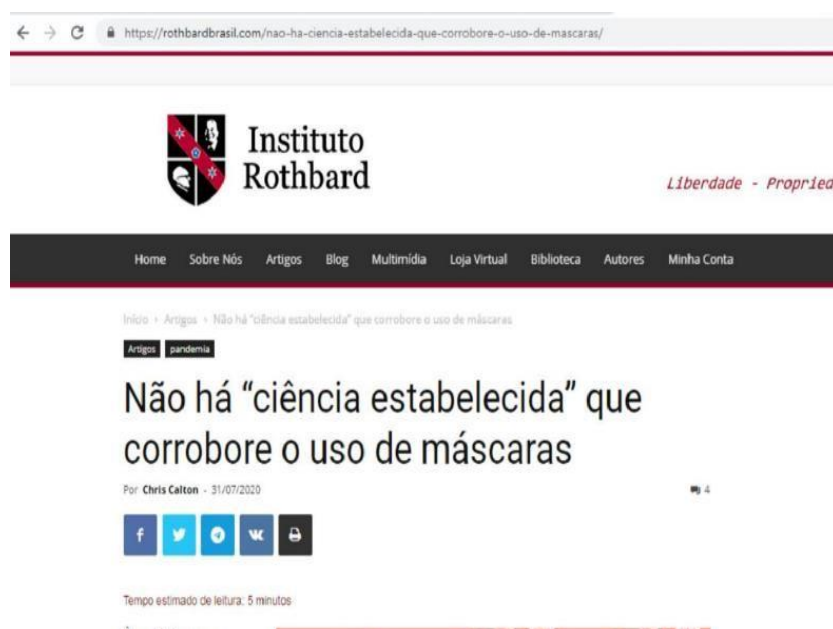 https://rothbardbrasil.com/nao-ha-ciencia-estabelecida-que-corrobore-o-uso-de-mascaras/
Instituto
Rothbard
Liberdade - Propried
Home Sobre Nós Artigos Blog Multimídia Loja Virtual Biblioteca Autores Minha Conta
Início › Artigos › Não há "ciência estabelecida" que corrobore o uso de máscaras
Artigos pandemia
Não há “ciência estabelecida” que
corrobore o uso de máscaras
Por Chris Calton - 31/07/2020 4
Tempo estimado de leitura: 5 minutos